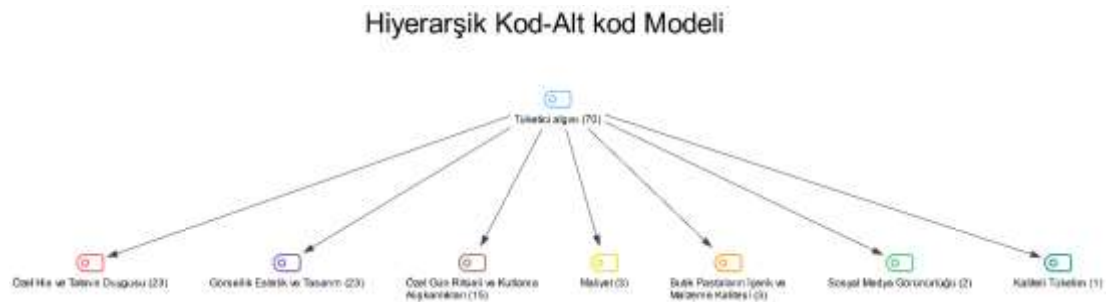 Hiyerarşik Kod-Alt kod Modeli
Tüketici algısı (70)
Özel His ve Tatmin Duygusu (23)
Görsellik Estetik ve Tasarım (23)
Özel Gün Ritüeli ve Kutlama
Alışkanlıkları (15)
Maliyet (3)
Butik Pastaların İçerik ve
Malzeme Kalitesi (3)
Sosyal Medya Görünürlüğü (2)
Kaliteli Tüketim (1)